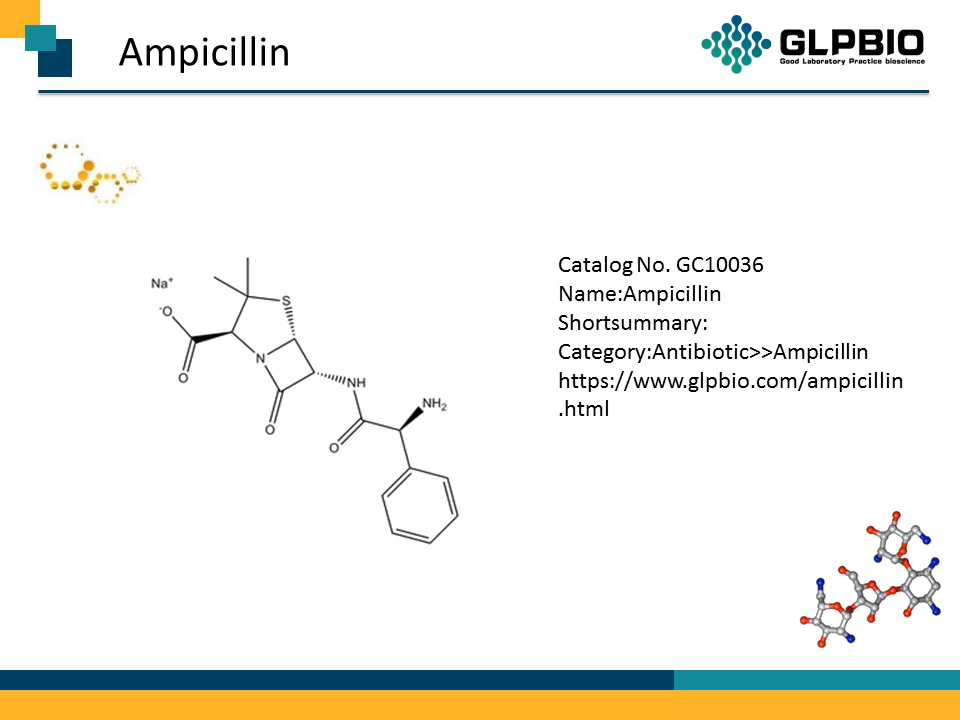 Ampicillin
GLPBIO
Good Laboratory Practice bioscience
Na⁺
⁻O
S
N
O
NH
O
NH₂
O
Catalog No. GC10036
Name:Ampicillin
Shortsummary:
Category:Antibiotic>>Ampicillin
https://www.glpbio.com/ampicillin
.html